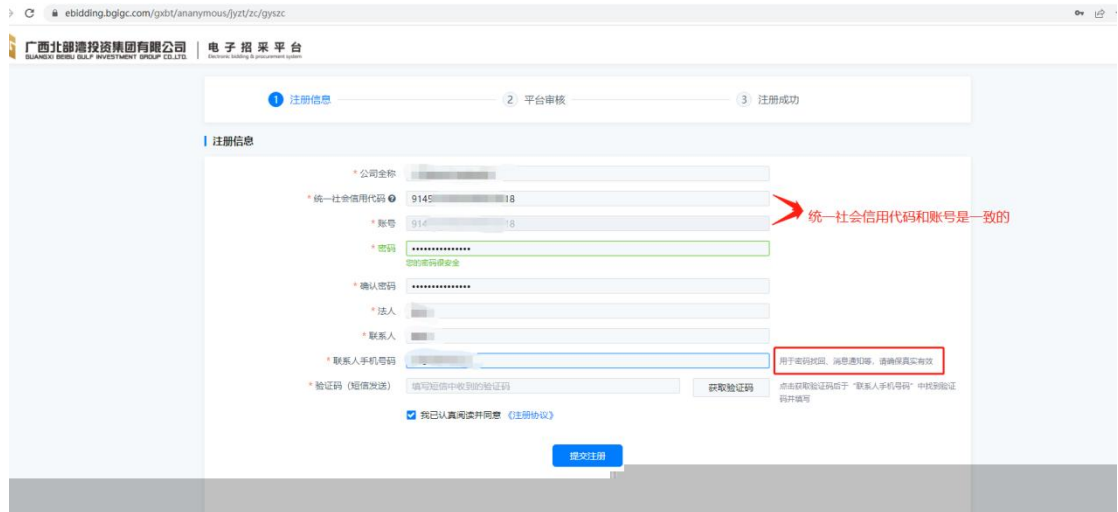 ebidding.bgigc.com/gxbt/ananymous/jyzt/zc/gyszc
广西北部湾投资集团有限公司 电子招采平台
GUANGXI BEIBU GULF INVESTMENT GROUP CO.,LTD. Electronic bidding & procurement system
1 注册信息 2 平台审核 3 注册成功
注册信息
* 公司全称
* 统一社会信用代码 9145 18
统一社会信用代码和账号是一致的
* 账号 914 18
* 密码 •••••••••••••••
您的密码很安全
* 确认密码 •••••••••••••••
* 法人
* 联系人
* 联系人手机号码 用于密码找回、消息通知等，请确保真实有效
* 验证码（短信发送） 填写短信中收到的验证码 获取验证码 点击获取验证码后于“联系人手机号码”中找到验证
码并填写
我已认真阅读并同意 《注册协议》
提交注册